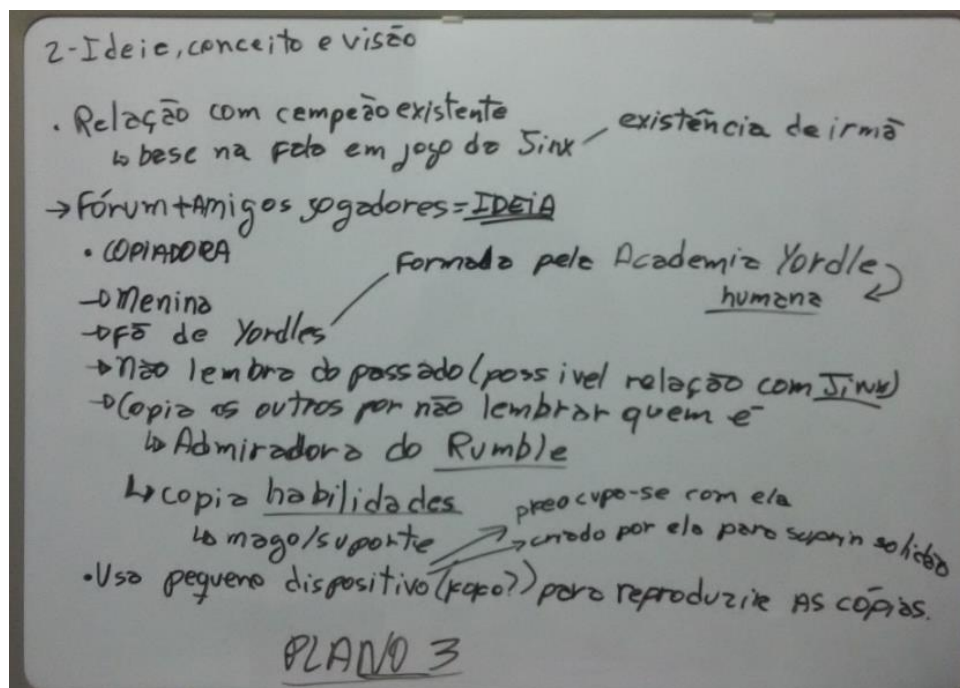 2-Ideia, conceito e visão
• Relação com campeão existente
↳ base na fala em jogo da Jinx / existência de irmã
→ Fórum + Amigos jogadores = IDEIA
• COPIADORA
→ Menina
→ Fã de Yordles / Formada pela Academia Yordle
humana
→ Não lembra do passado (possivel relação com Jinx)
→ Copia os outros por não lembrar quem é
↳ Admiradora do Rumble
↳ copia habilidades
↳ mago/suporte
preocupa-se com ela
criado por ela para suprir solidão
• Usa pequeno dispositivo ( ?) para reproduzir AS CÓPIAS.
PLANO 3